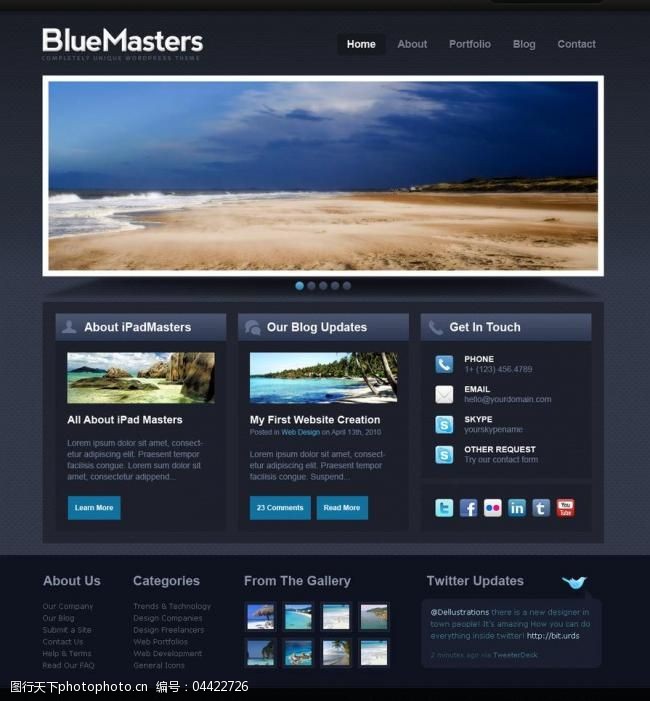 BlueMasters
COMPLETELY UNIQUE WORDPRESS THEME
Home About Portfolio Blog Contact
About iPadMasters
All About iPad Masters
Lorem ipsum dolor sit amet, consect-
etur adipiscing elit. Praesent tempor
facilisis congue. Lorem sum dolor sit
amet, consectetur adippend...
Learn More
Our Blog Updates
My First Website Creation
Posted in Web Design on April 13th, 2010
Lorem ipsum dolor sit amet, consect-
etur adipiscing elit. Praesent tempor
facilisis congue. Suspend...
23 Comments Read More
Get In Touch
PHONE
1+ (123) 456.4789
EMAIL
hello@yourdomain.com
SKYPE
yourskypename
OTHER REQUEST
Try our contact form
You
Tube
About Us
Our Company
Our Blog
Submit a Site
Contact Us
Help & Terms
Read Our FAQ
Categories
Trends & Technology
Design Companies
Design Freelancers
Web Portfolios
Web Development
General Icons
From The Gallery
Twitter Updates
@Dellustrations there is a new designer in
town people! It's amazing How you can do
everything inside twitter! http://bit.urds
2 minutes ago via TweeterDeck
图行天下photophoto.cn 编号：04422726